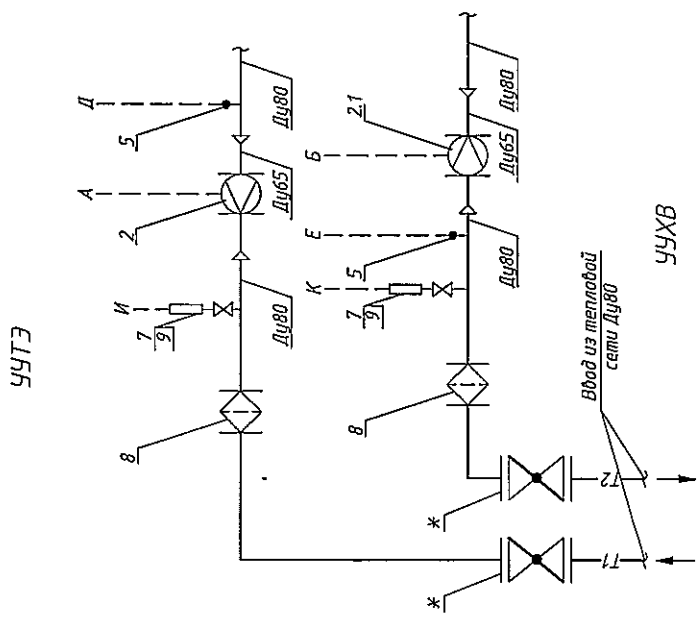 УУТЭ
Д
5
А
2
И
7
9
8
Ду80
Ду65
Ду80
*
Т1
Б
2.1
Е
5
К
7
9
8
Ду80
Ду65
Ду80
*
Т2
УУХВ
Ввод из тепловой
сети Ду80